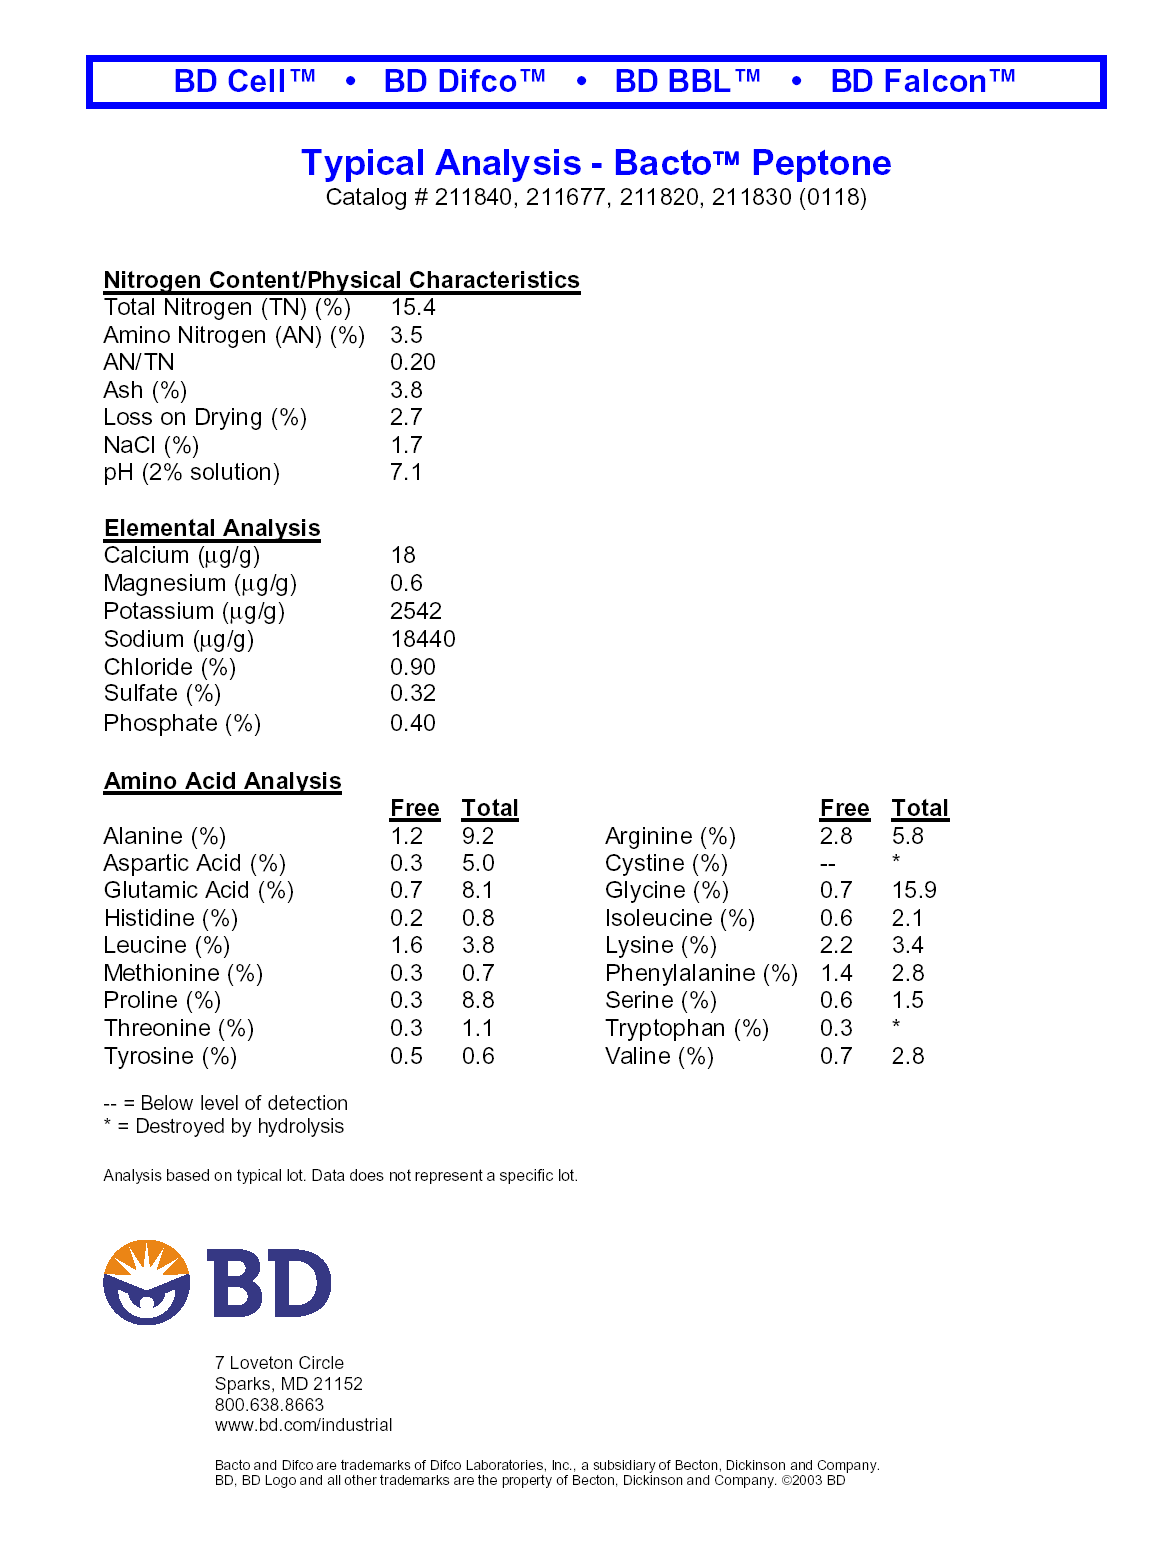 BD Cell™ • BD Difco™ • BD BBL™ • BD Falcon™
Typical Analysis - Bacto™ Peptone
Catalog # 211840, 211677, 211820, 211830 (0118)
Nitrogen Content/Physical Characteristics
Total Nitrogen (TN) (%) 15.4
Amino Nitrogen (AN) (%) 3.5
AN/TN 0.20
Ash (%) 3.8
Loss on Drying (%) 2.7
NaCl (%) 1.7
pH (2% solution) 7.1
Elemental Analysis
Calcium (µg/g) 18
Magnesium (µg/g) 0.6
Potassium (µg/g) 2542
Sodium (µg/g) 18440
Chloride (%) 0.90
Sulfate (%) 0.32
Phosphate (%) 0.40
Amino Acid Analysis
Free Total Free Total
Alanine (%) 1.2 9.2 Arginine (%) 2.8 5.8
Aspartic Acid (%) 0.3 5.0 Cystine (%) -- *
Glutamic Acid (%) 0.7 8.1 Glycine (%) 0.7 15.9
Histidine (%) 0.2 0.8 Isoleucine (%) 0.6 2.1
Leucine (%) 1.6 3.8 Lysine (%) 2.2 3.4
Methionine (%) 0.3 0.7 Phenylalanine (%) 1.4 2.8
Proline (%) 0.3 8.8 Serine (%) 0.6 1.5
Threonine (%) 0.3 1.1 Tryptophan (%) 0.3 *
Tyrosine (%) 0.5 0.6 Valine (%) 0.7 2.8
-- = Below level of detection
* = Destroyed by hydrolysis
Analysis based on typical lot. Data does not represent a specific lot.
BD
7 Loveton Circle
Sparks, MD 21152
800.638.8663
www.bd.com/industrial
Bacto and Difco are trademarks of Difco Laboratories, Inc., a subsidiary of Becton, Dickinson and Company.
BD, BD Logo and all other trademarks are the property of Becton, Dickinson and Company. ©2003 BD